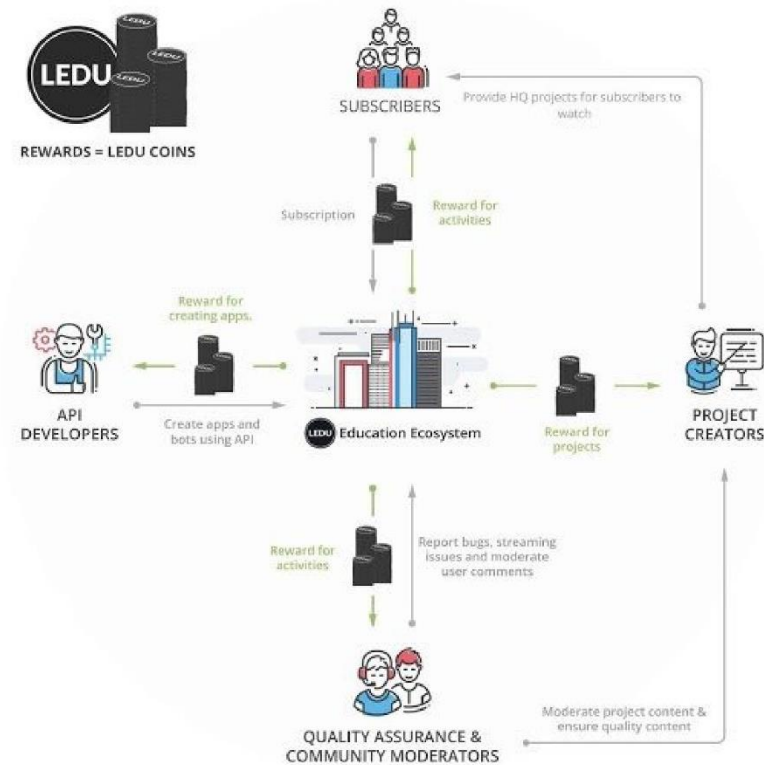 LEDU
LEDU
LEDU
LEDU
REWARDS = LEDU COINS
SUBSCRIBERS
Provide HQ projects for subscribers to
watch
Subscription
Reward for
activities
Reward for
creating apps.
API
DEVELOPERS
Create apps and
bots using API
LEDU Education Ecosystem
Reward for
projects
PROJECT
CREATORS
Reward for
activities
Report bugs, streaming
issues and moderate
user comments
QUALITY ASSURANCE &
COMMUNITY MODERATORS
Moderate project content &
ensure quality content